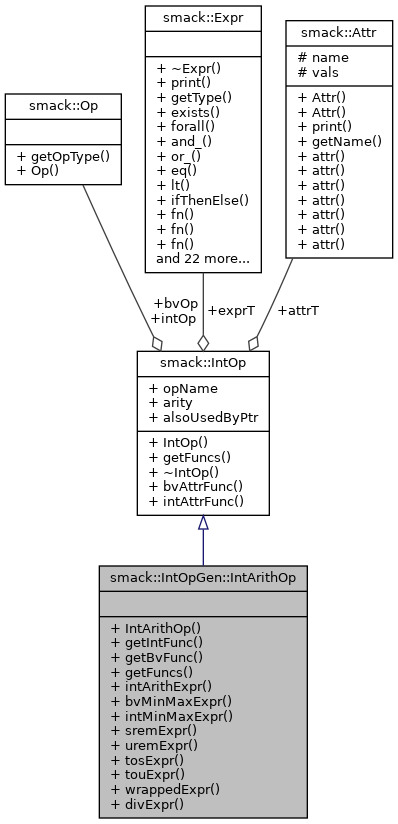 smack::Op
+ getOpType()
+ Op()
smack::Expr
+ ~Expr()
+ print()
+ getType()
+ exists()
+ forall()
+ and_()
+ or_()
+ eq()
+ lt()
+ ifThenElse()
+ fn()
+ fn()
+ fn()
and 22 more...
smack::Attr
# name
# vals
+ Attr()
+ Attr()
+ print()
+ getName()
+ attr()
+ attr()
+ attr()
+ attr()
+ attr()
+ attr()
+ attr()
+bvOp
+intOp
+exprT
+attrT
smack::IntOp
+ opName
+ arity
+ alsoUsedByPtr
+ IntOp()
+ getFuncs()
+ ~IntOp()
+ bvAttrFunc()
+ intAttrFunc()
smack::IntOpGen::IntArithOp
+ IntArithOp()
+ getIntFunc()
+ getBvFunc()
+ getFuncs()
+ intArithExpr()
+ bvMinMaxExpr()
+ intMinMaxExpr()
+ sremExpr()
+ uremExpr()
+ tosExpr()
+ touExpr()
+ wrappedExpr()
+ divExpr()